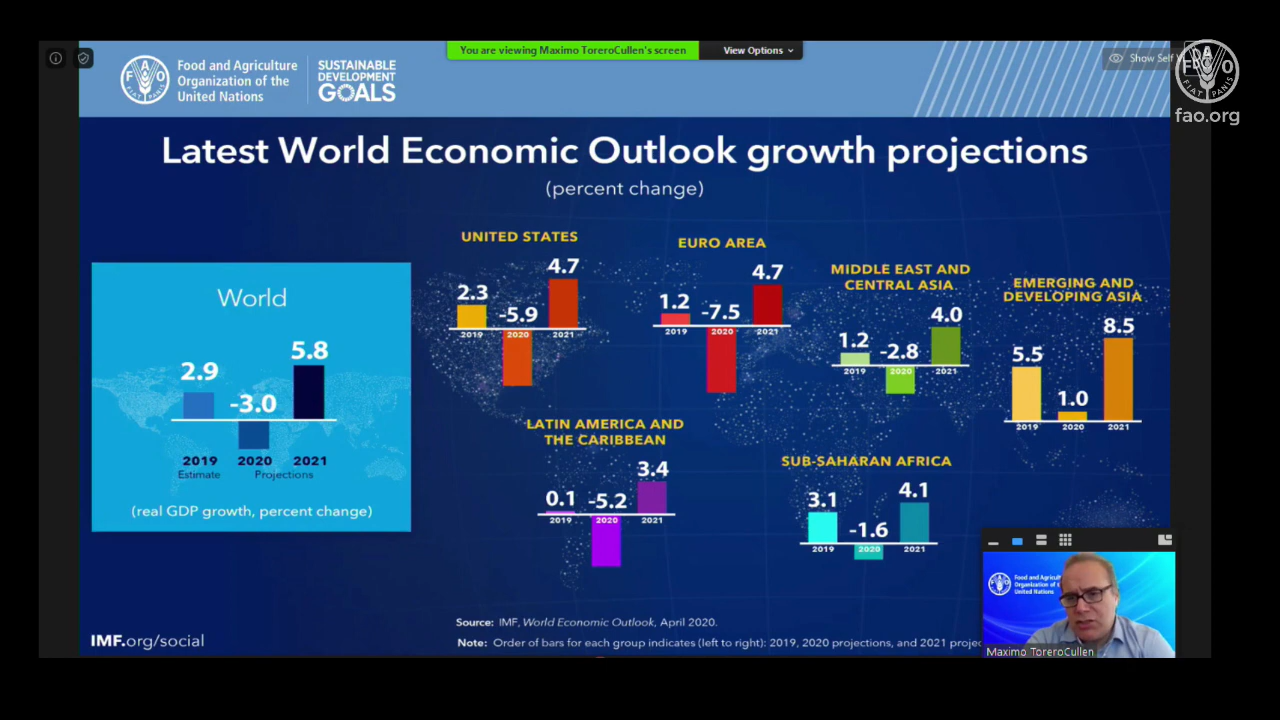 You are viewing Maximo ToreroCullen's screen
View Options
Show Self
F A O
FIAT PANIS
Food and Agriculture
Organization of the
United Nations
SUSTAINABLE
DEVELOPMENT
GOALS
F A O
FIAT PANIS
fao.org
Latest World Economic Outlook growth projections
(percent change)
World
2.9
-3.0
5.8
2019 2020 2021
Estimate Projections
(real GDP growth, percent change)
UNITED STATES
2.3
-5.9
4.7
2019 2020 2021
EURO AREA
1.2
-7.5
4.7
2019 2020 2021
MIDDLE EAST AND
CENTRAL ASIA
1.2
-2.8
4.0
2019 2020 2021
EMERGING AND
DEVELOPING ASIA
5.5
1.0
8.5
2019 2020 2021
LATIN AMERICA AND
THE CARIBBEAN
0.1
-5.2
3.4
2019 2020 2021
SUB-SAHARAN AFRICA
3.1
-1.6
4.1
2019 2020 2021
IMF.org/social
Source: IMF, World Economic Outlook, April 2020.
Note: Order of bars for each group indicates (left to right): 2019, 2020 projections, and 2021
Food and
United Nations
Maximo ToreroCullen